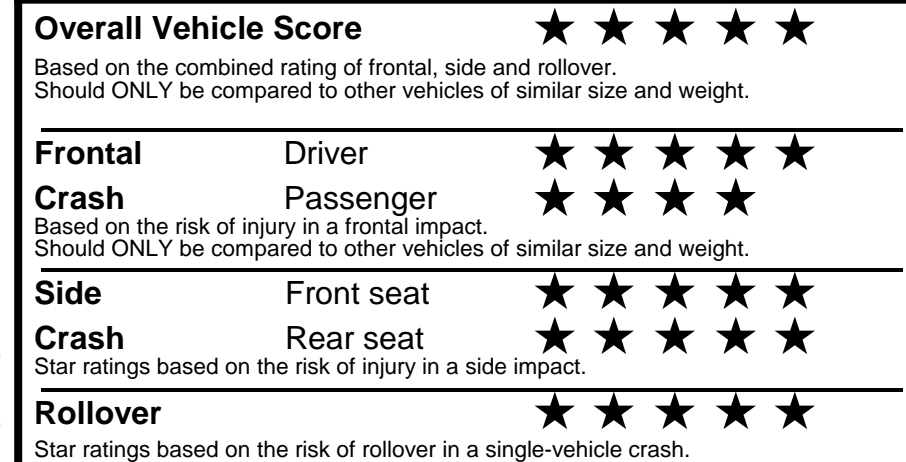 Overall Vehicle Score ★ ★ ★ ★ ★
Based on the combined rating of frontal, side and rollover.
Should ONLY be compared to other vehicles of similar size and weight.
Frontal Driver ★ ★ ★ ★ ★
Crash Passenger ★ ★ ★ ★
Based on the risk of injury in a frontal impact.
Should ONLY be compared to other vehicles of similar size and weight.
Side Front seat ★ ★ ★ ★ ★
Crash Rear seat ★ ★ ★ ★ ★
Star ratings based on the risk of injury in a side impact.
Rollover ★ ★ ★ ★ ★
Star ratings based on the risk of rollover in a single-vehicle crash.